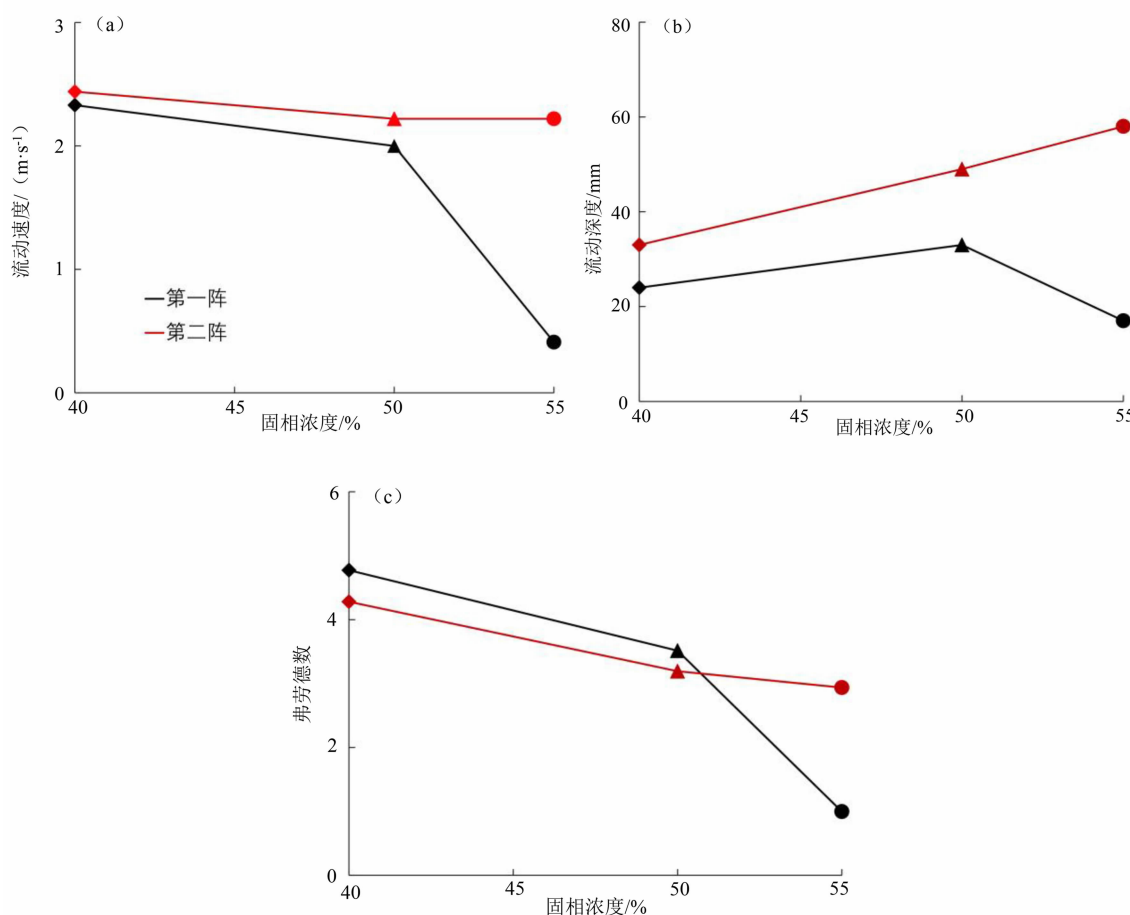 （a）
3
2
1
0
流动速度/（m·s⁻¹）
第一阵
第二阵
40
45
50
55
固相浓度/%
（b）
80
60
40
20
0
流动深度/mm
40
45
50
55
固相浓度/%
（c）
6
4
2
0
弗劳德数
40
45
50
55
固相浓度/%